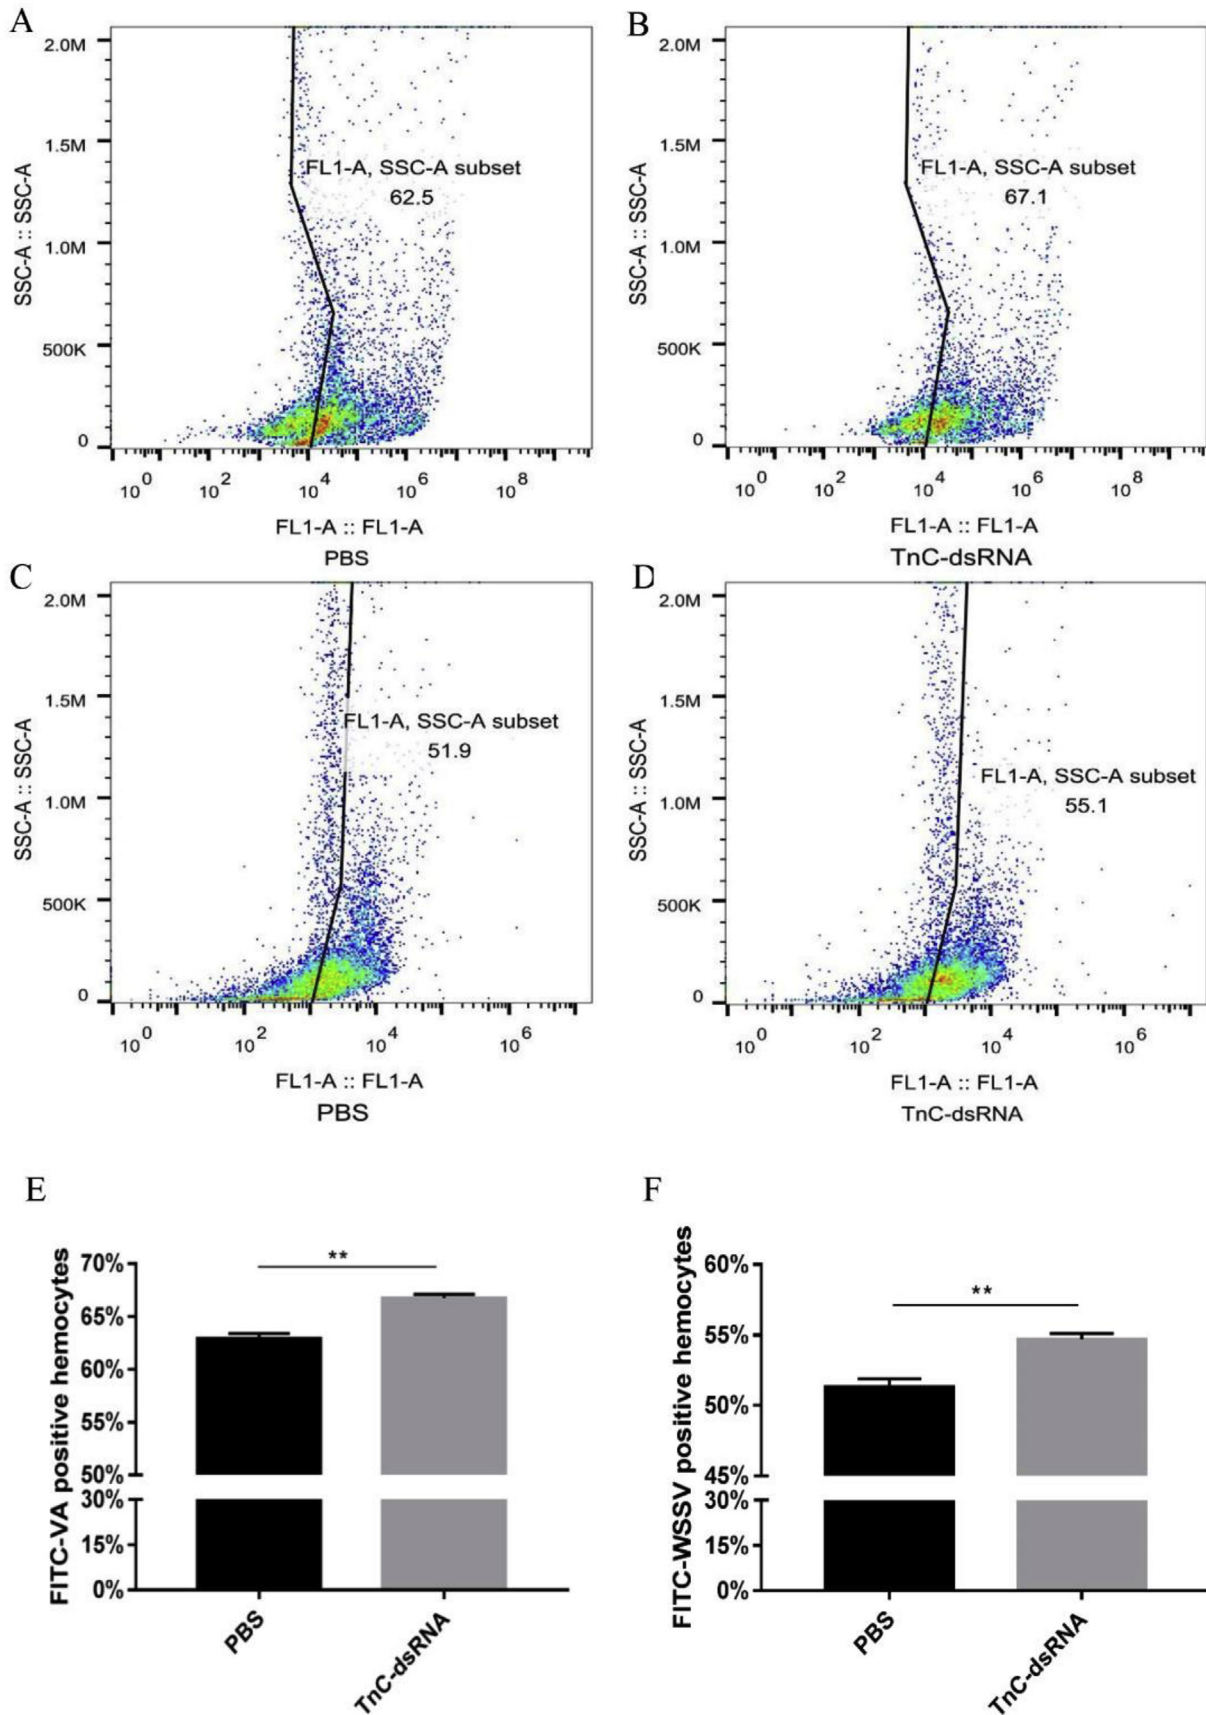 A
2.0M
1.5M
1.0M
500K
0
SSC-A :: SSC-A
FL1-A, SSC-A subset
62.5
10^0 10^2 10^4 10^6 10^8
FL1-A :: FL1-A
PBS
B
2.0M
1.5M
1.0M
500K
0
SSC-A :: SSC-A
FL1-A, SSC-A subset
67.1
10^0 10^2 10^4 10^6 10^8
FL1-A :: FL1-A
TnC-dsRNA
C
2.0M
1.5M
1.0M
500K
0
SSC-A :: SSC-A
FL1-A, SSC-A subset
51.9
10^0 10^2 10^4 10^6
FL1-A :: FL1-A
PBS
D
2.0M
1.5M
1.0M
500K
0
SSC-A :: SSC-A
FL1-A, SSC-A subset
55.1
10^0 10^2 10^4 10^6
FL1-A :: FL1-A
TnC-dsRNA
E
FITC-VA positive hemocytes
70%
65%
60%
55%
50%
30%
15%
0%
**
PBS
TnC-dsRNA
F
FITC-WSSV positive hemocytes
60%
55%
50%
45%
30%
15%
0%
**
PBS
TnC-dsRNA